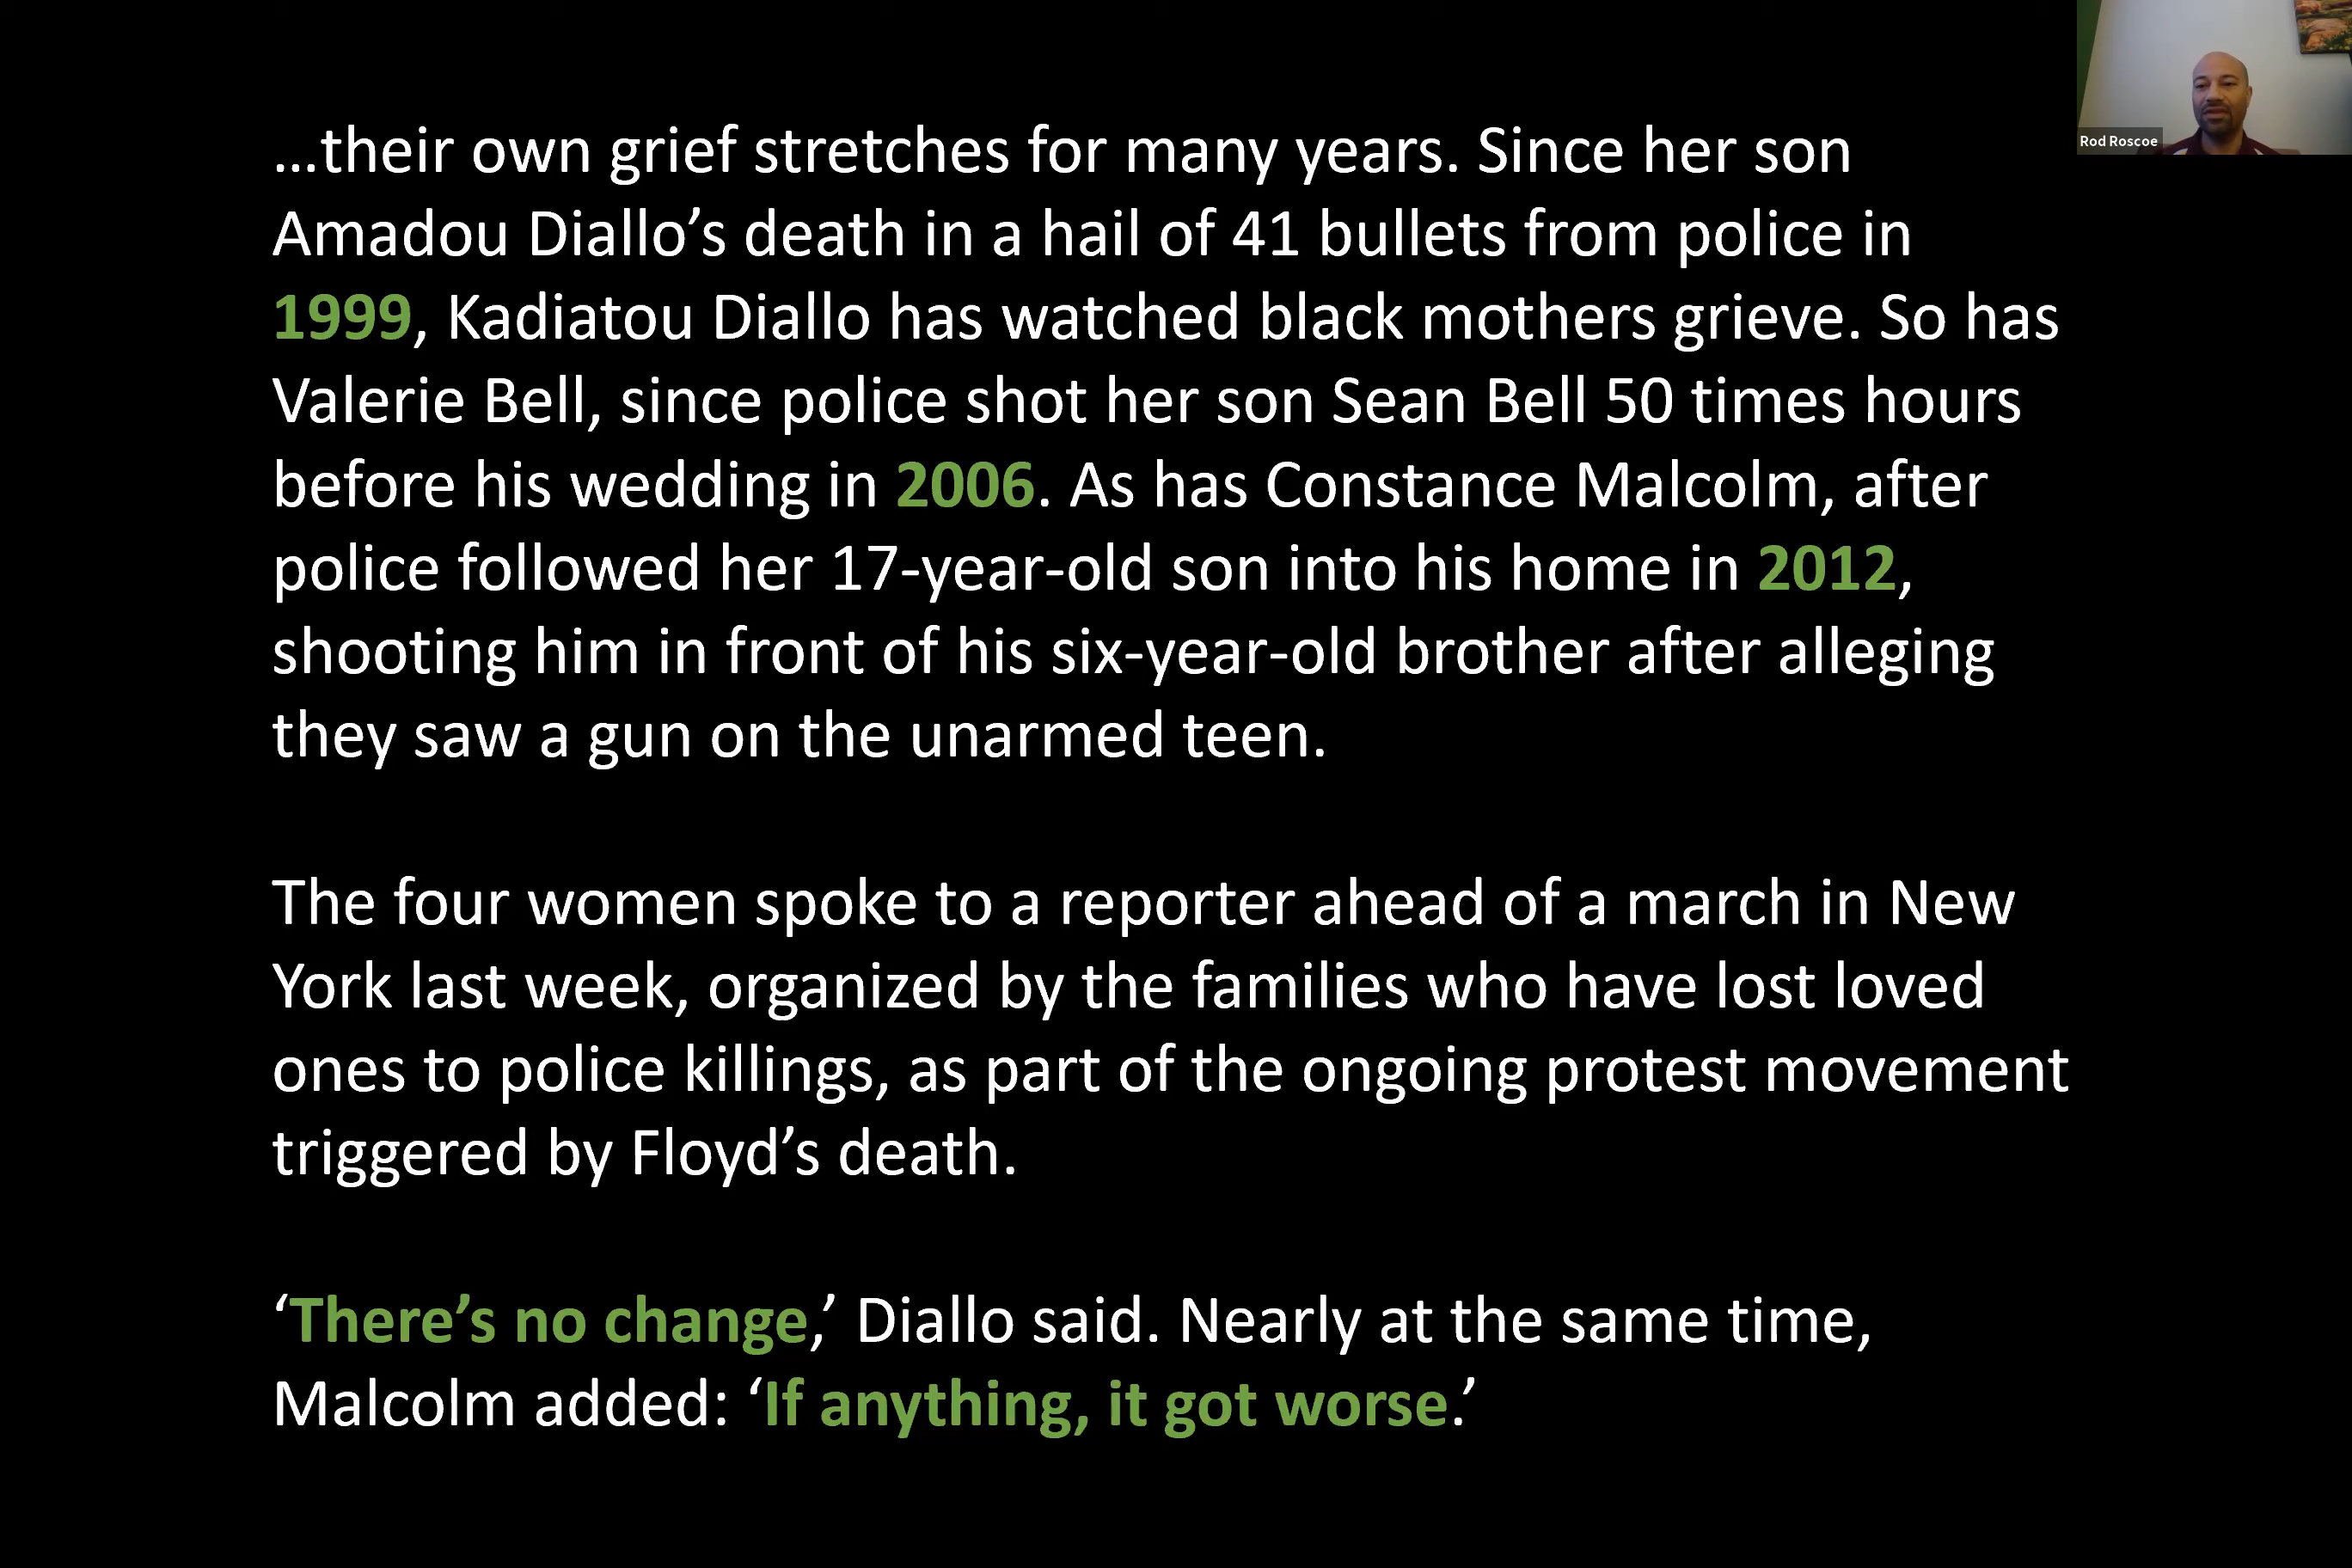 …their own grief stretches for many years. Since her son
Amadou Diallo’s death in a hail of 41 bullets from police in
1999, Kadiatou Diallo has watched black mothers grieve. So has
Valerie Bell, since police shot her son Sean Bell 50 times hours
before his wedding in 2006. As has Constance Malcolm, after
police followed her 17-year-old son into his home in 2012,
shooting him in front of his six-year-old brother after alleging
they saw a gun on the unarmed teen.
The four women spoke to a reporter ahead of a march in New
York last week, organized by the families who have lost loved
ones to police killings, as part of the ongoing protest movement
triggered by Floyd’s death.
‘There’s no change,’ Diallo said. Nearly at the same time,
Malcolm added: ‘If anything, it got worse.’
Rod Roscoe